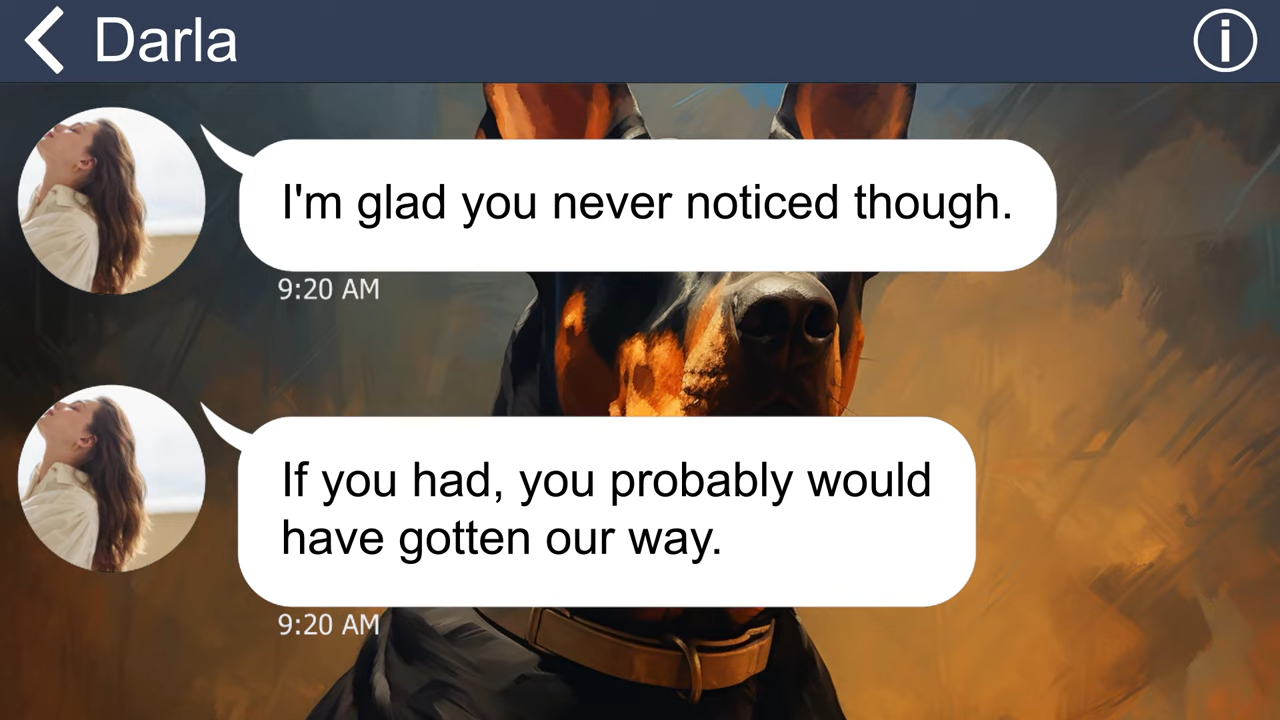 Darla
I'm glad you never noticed though.
9:20 AM
If you had, you probably would
have gotten our way.
9:20 AM